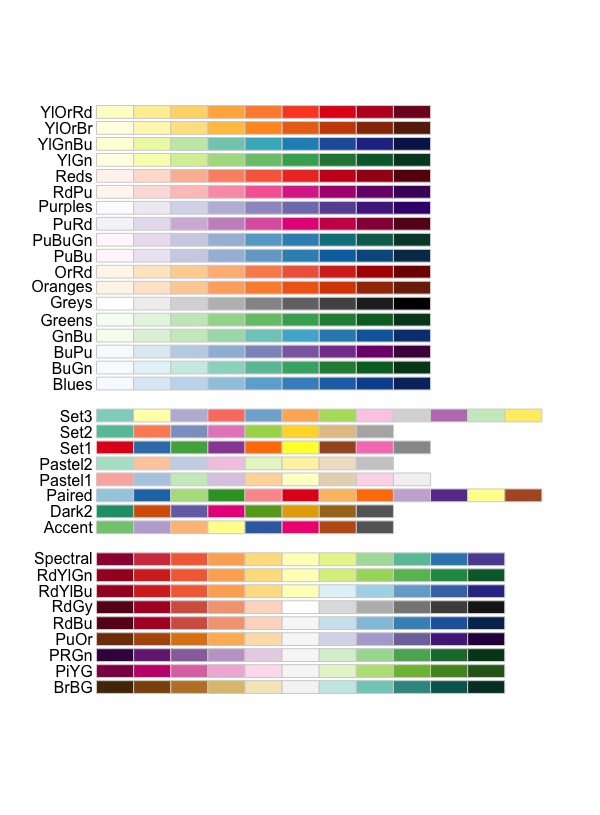 YlOrRd
YlOrBr
YlGnBu
YlGn
Reds
RdPu
Purples
PuRd
PuBuGn
PuBu
OrRd
Oranges
Greys
Greens
GnBu
BuPu
BuGn
Blues
Set3
Set2
Set1
Pastel2
Pastel1
Paired
Dark2
Accent
Spectral
RdYlGn
RdYlBu
RdGy
RdBu
PuOr
PRGn
PiYG
BrBG